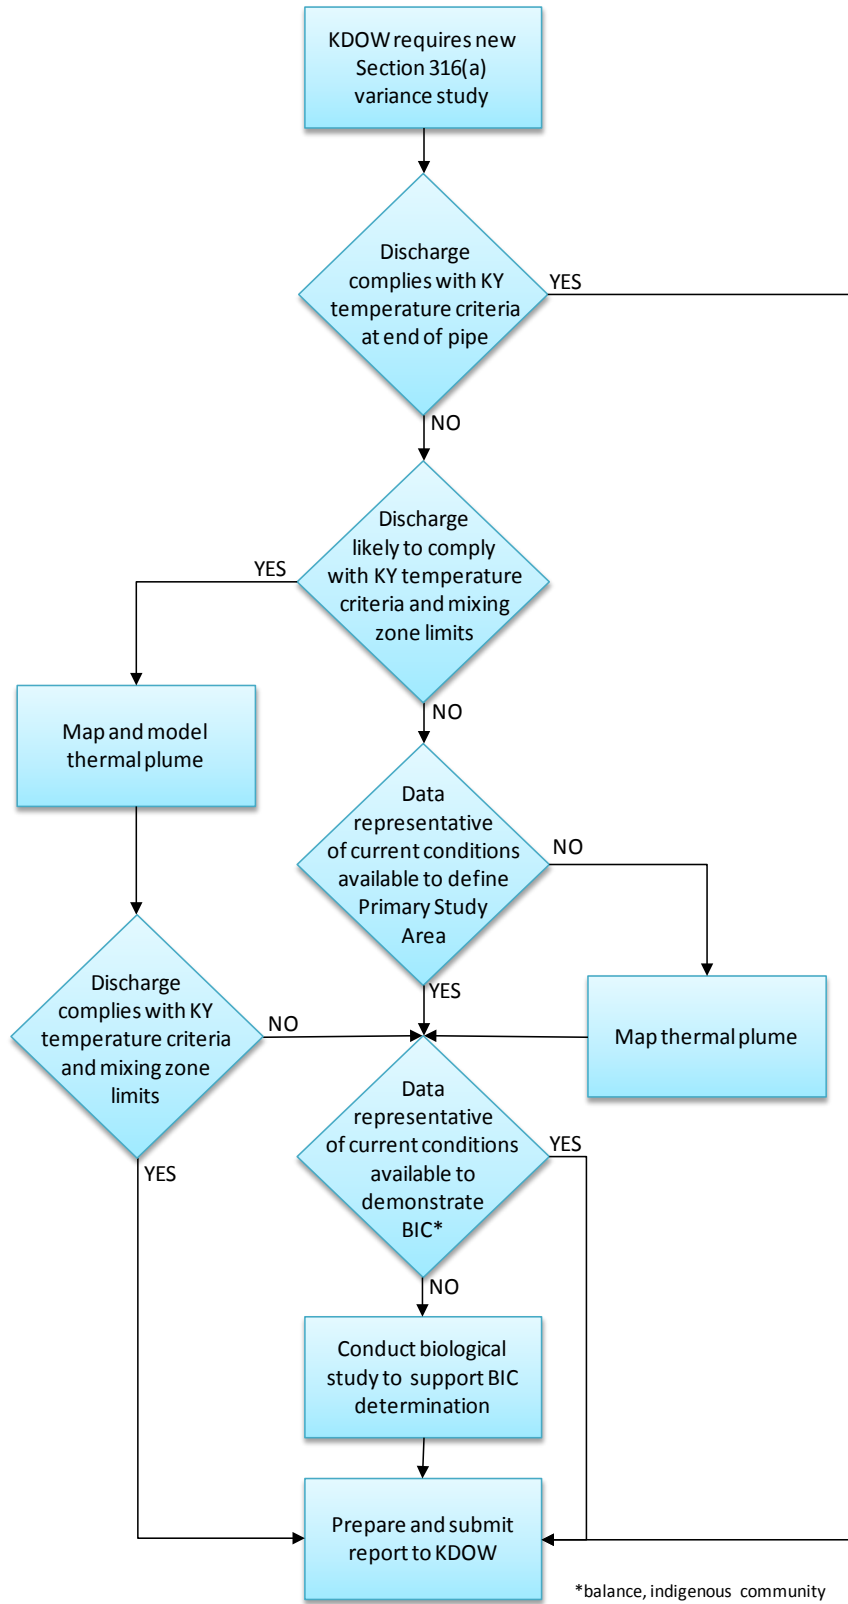 KDOW requires new
Section 316(a)
variance study
Discharge
complies with KY
temperature criteria
at end of pipe
YES
NO
Discharge
likely to comply
with KY temperature
criteria and mixing
zone limits
YES
NO
Map and model
thermal plume
Data
representative
of current conditions
available to define
Primary Study
Area
NO
YES
Discharge
complies with KY
temperature criteria
and mixing zone
limits
NO
YES
Map thermal plume
Data
representative
of current conditions
available to
demonstrate
BIC*
YES
NO
Conduct biological
study to support BIC
determination
Prepare and submit
report to KDOW
*balance, indigenous community